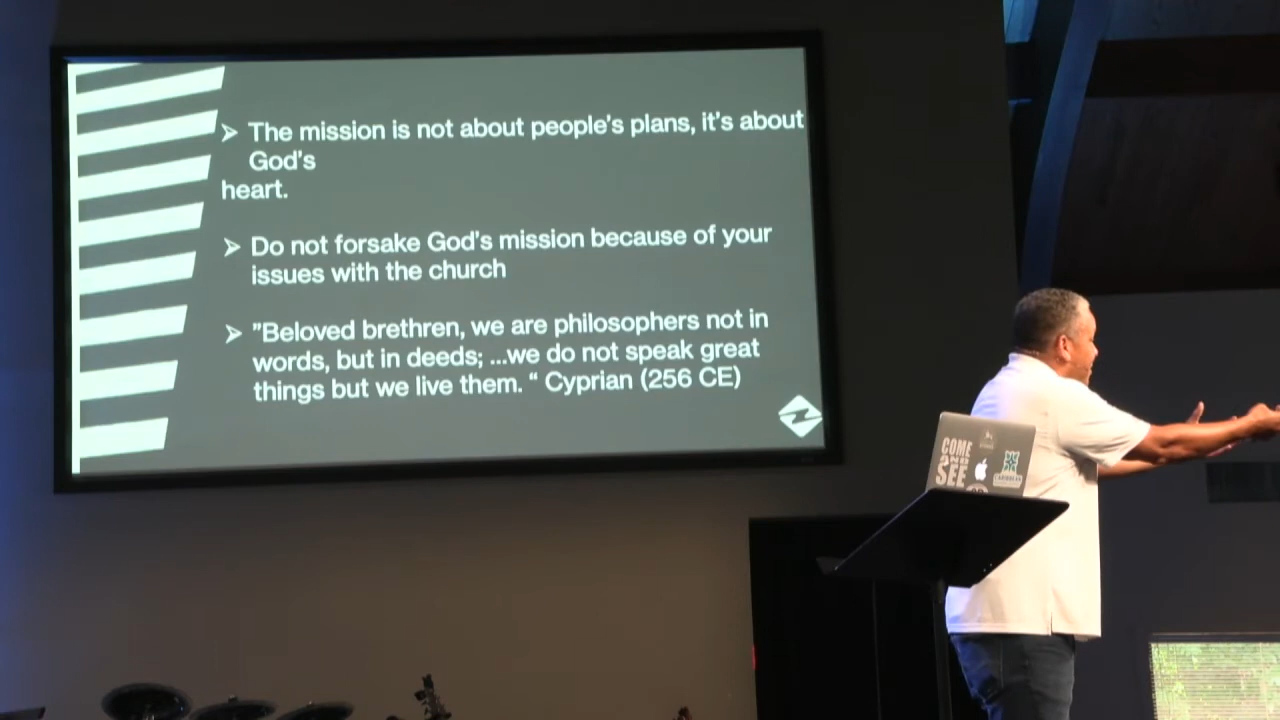 ➢ The mission is not about people's plans, it's about
God's
heart.
➢ Do not forsake God's mission because of your
issues with the church
➢ "Beloved brethren, we are philosophers not in
words, but in deeds; ...we do not speak great
things but we live them. “ Cyprian (256 CE)
COME
AND
SEE
CARIBBEAN